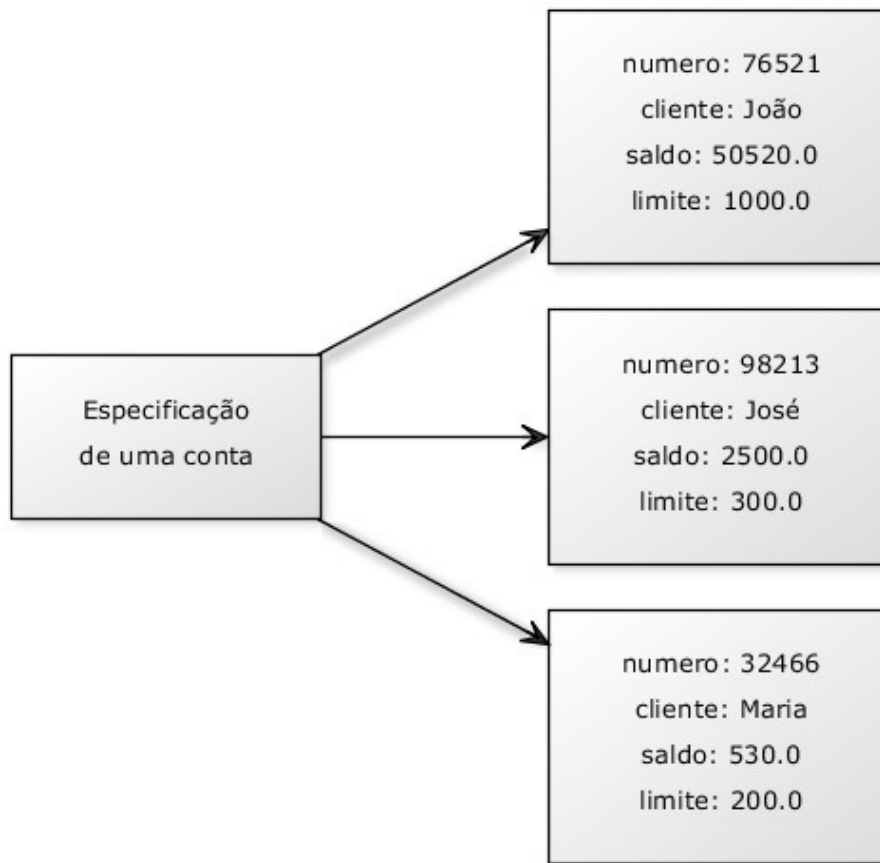 numero: 76521
cliente: João
saldo: 50520.0
limite: 1000.0
Especificação
de uma conta
numero: 98213
cliente: José
saldo: 2500.0
limite: 300.0
numero: 32466
cliente: Maria
saldo: 530.0
limite: 200.0